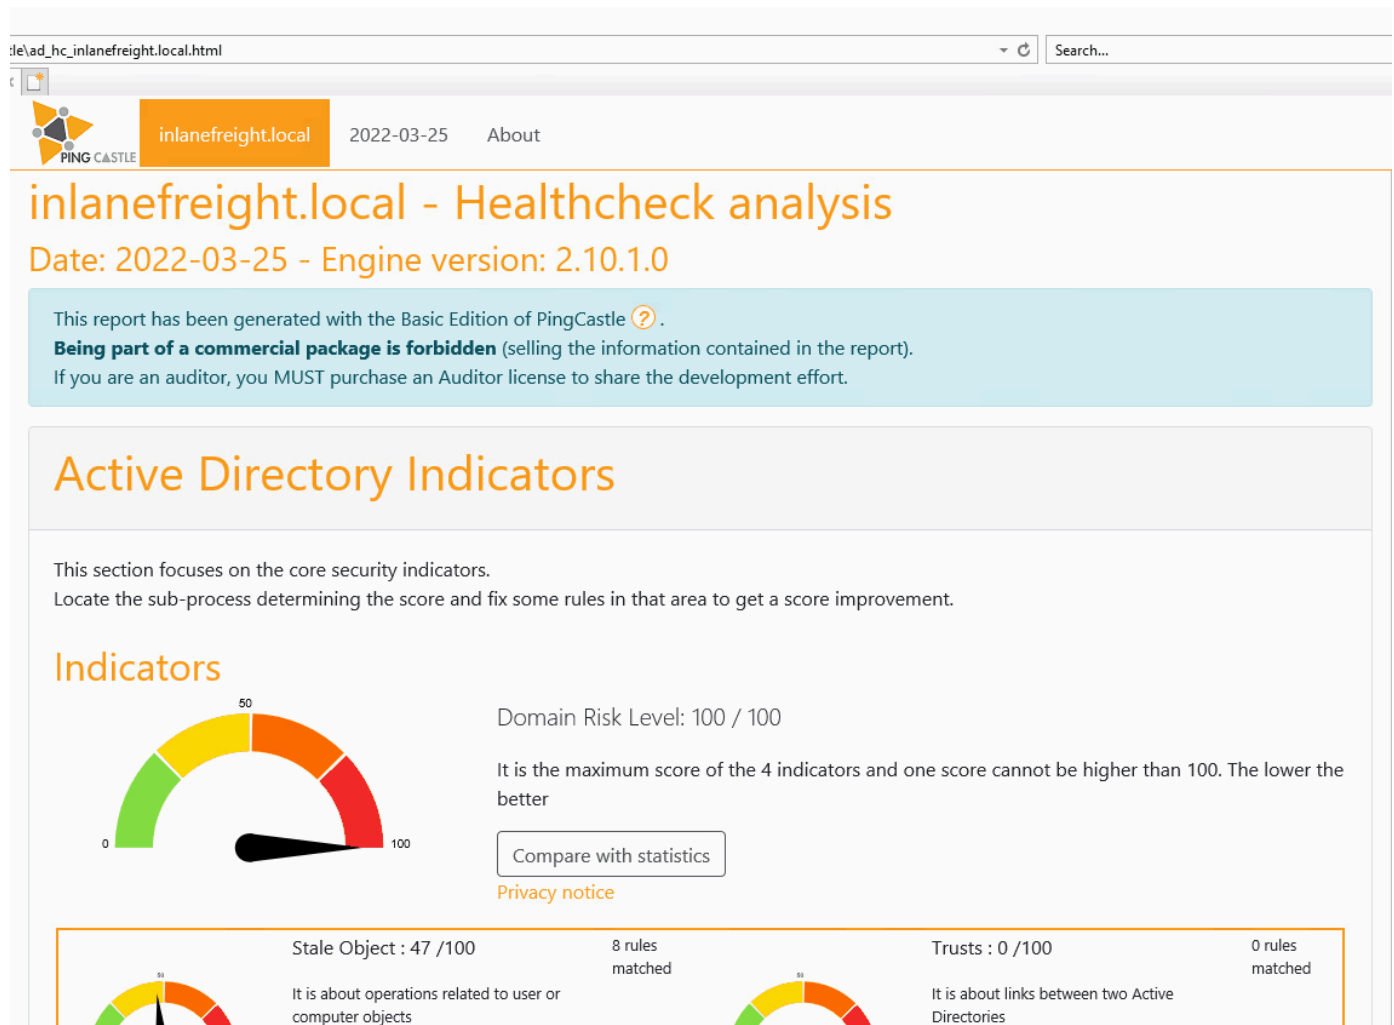 tle\ad_hc_inlanefreight.local.html
Search...
PING CASTLE
inlanefreight.local
2022-03-25
About
inlanefreight.local - Healthcheck analysis
Date: 2022-03-25 - Engine version: 2.10.1.0
This report has been generated with the Basic Edition of PingCastle ? .
Being part of a commercial package is forbidden (selling the information contained in the report).
If you are an auditor, you MUST purchase an Auditor license to share the development effort.
Active Directory Indicators
This section focuses on the core security indicators.
Locate the sub-process determining the score and fix some rules in that area to get a score improvement.
Indicators
50
0
100
Domain Risk Level: 100 / 100
It is the maximum score of the 4 indicators and one score cannot be higher than 100. The lower the
better
Compare with statistics
Privacy notice
50
Stale Object : 47 /100
8 rules
matched
It is about operations related to user or
computer objects
50
Trusts : 0 /100
0 rules
matched
It is about links between two Active
Directories